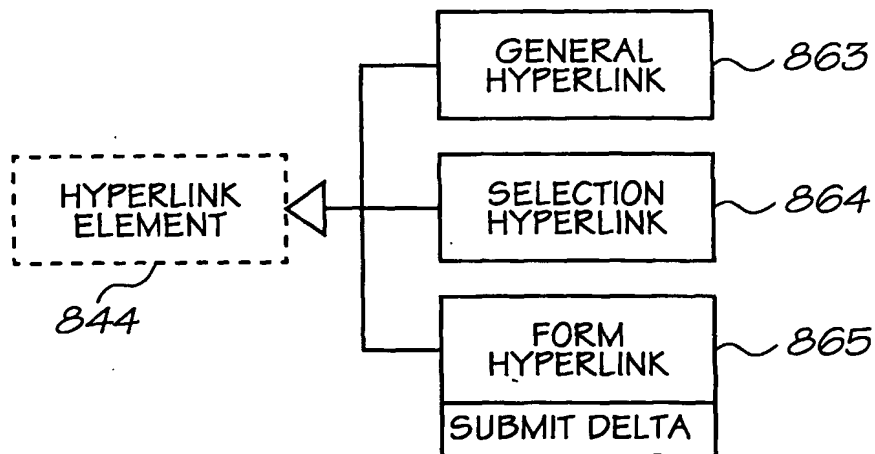 GENERAL
HYPERLINK
863
HYPERLINK
ELEMENT
844
SELECTION
HYPERLINK
864
FORM
HYPERLINK
865
SUBMIT DELTA